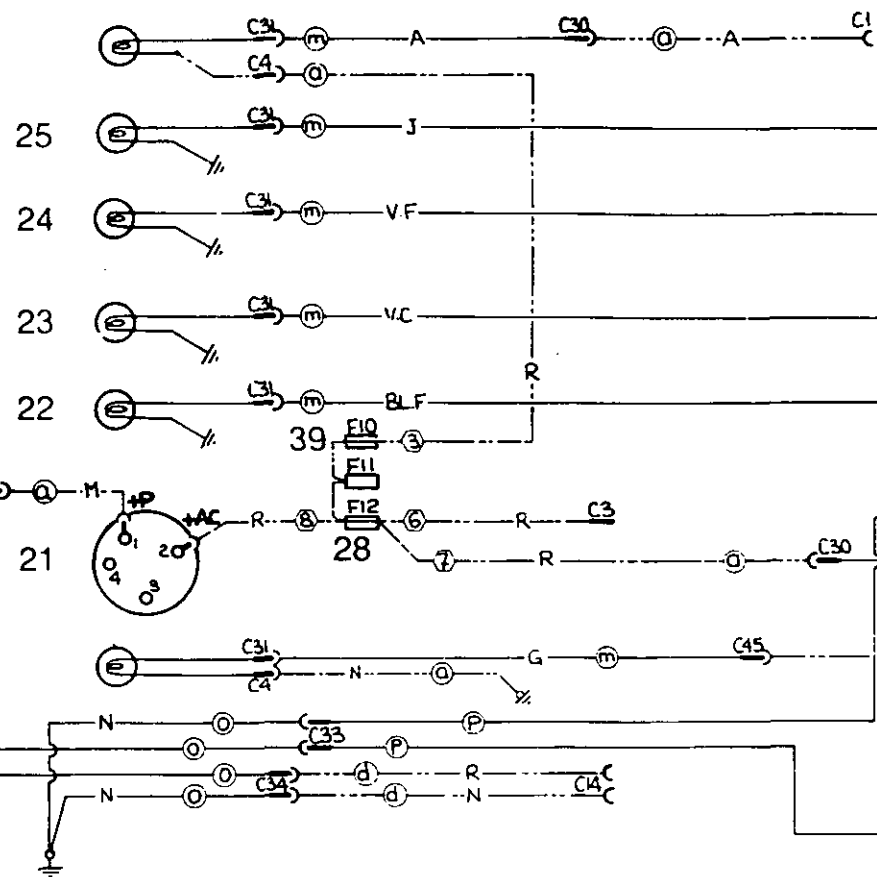 C31 m A C30 a A C1
C4 a
25 C31 m J
24 C31 m V.F
23 C31 m V.C
R
22 C31 m BL.F
39 F10 3
F11
a M +P
+AC R 8 F12 6 R C3
21 1 2 3 4
28 7 R a C30
C31 G m C45
C4 N a
N O P
O C33 P
O d R
N O C34 d N C14